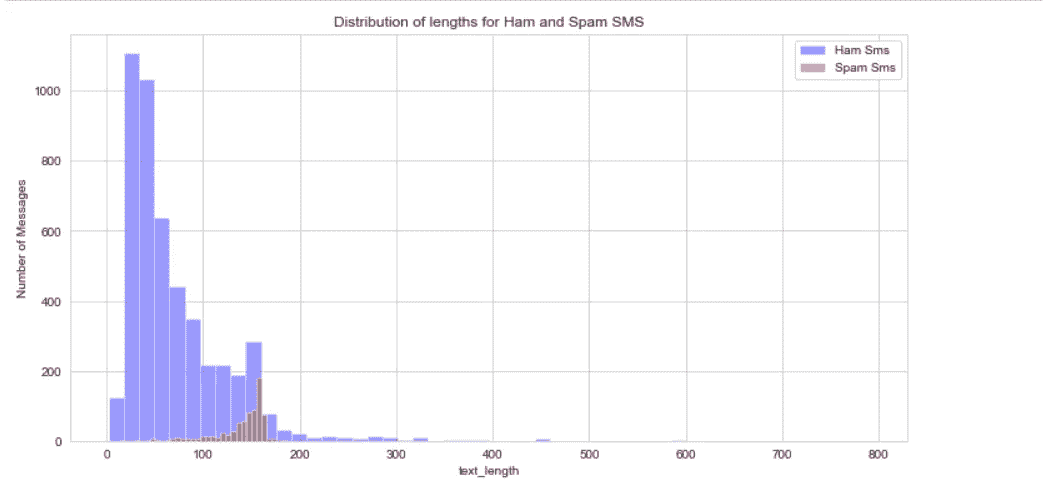 Distribution of lengths for Ham and Spam SMS
Ham Sms
Spam Sms
Number of Messages
1000
800
600
400
200
0
0 100 200 300 400 500 600 700 800
text_length